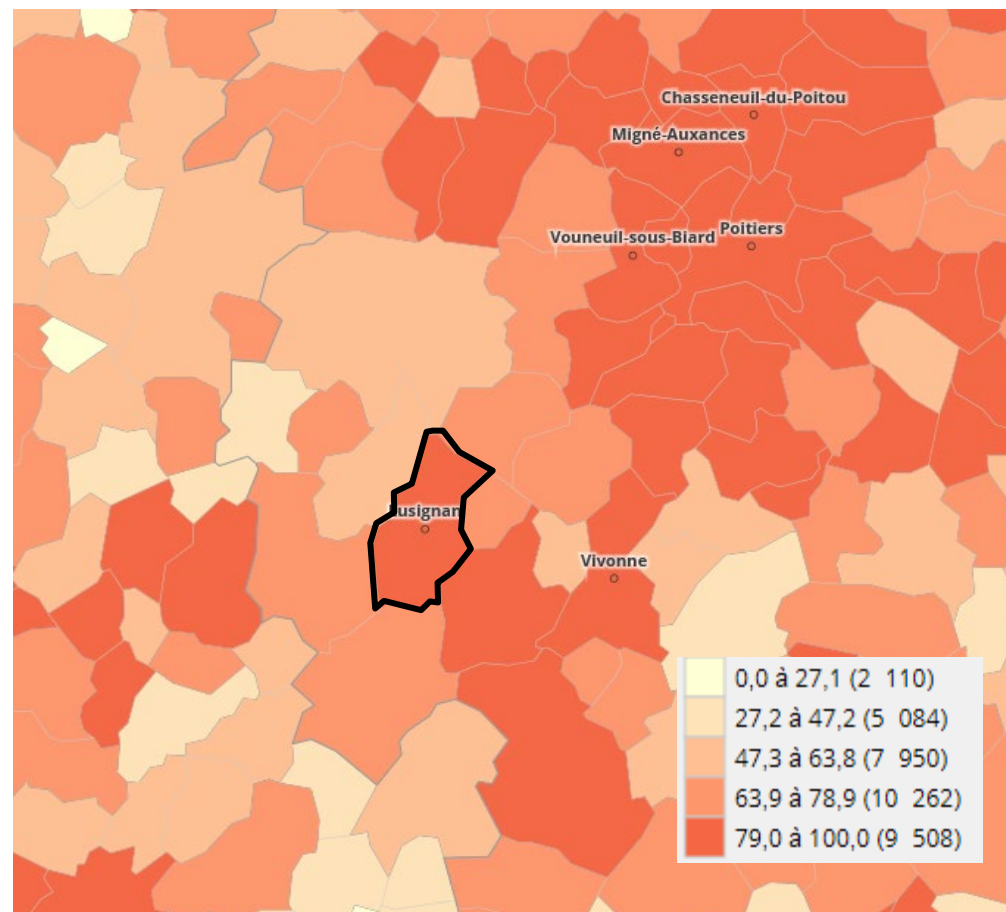 Chasseneuil-du-Poitou
Migné-Auxances
Vouneuil-sous-Biard
Poitiers
Lusignan
Vivonne
0,0 à 27,1 (2 110)
27,2 à 47,2 (5 084)
47,3 à 63,8 (7 950)
63,9 à 78,9 (10 262)
79,0 à 100,0 (9 508)